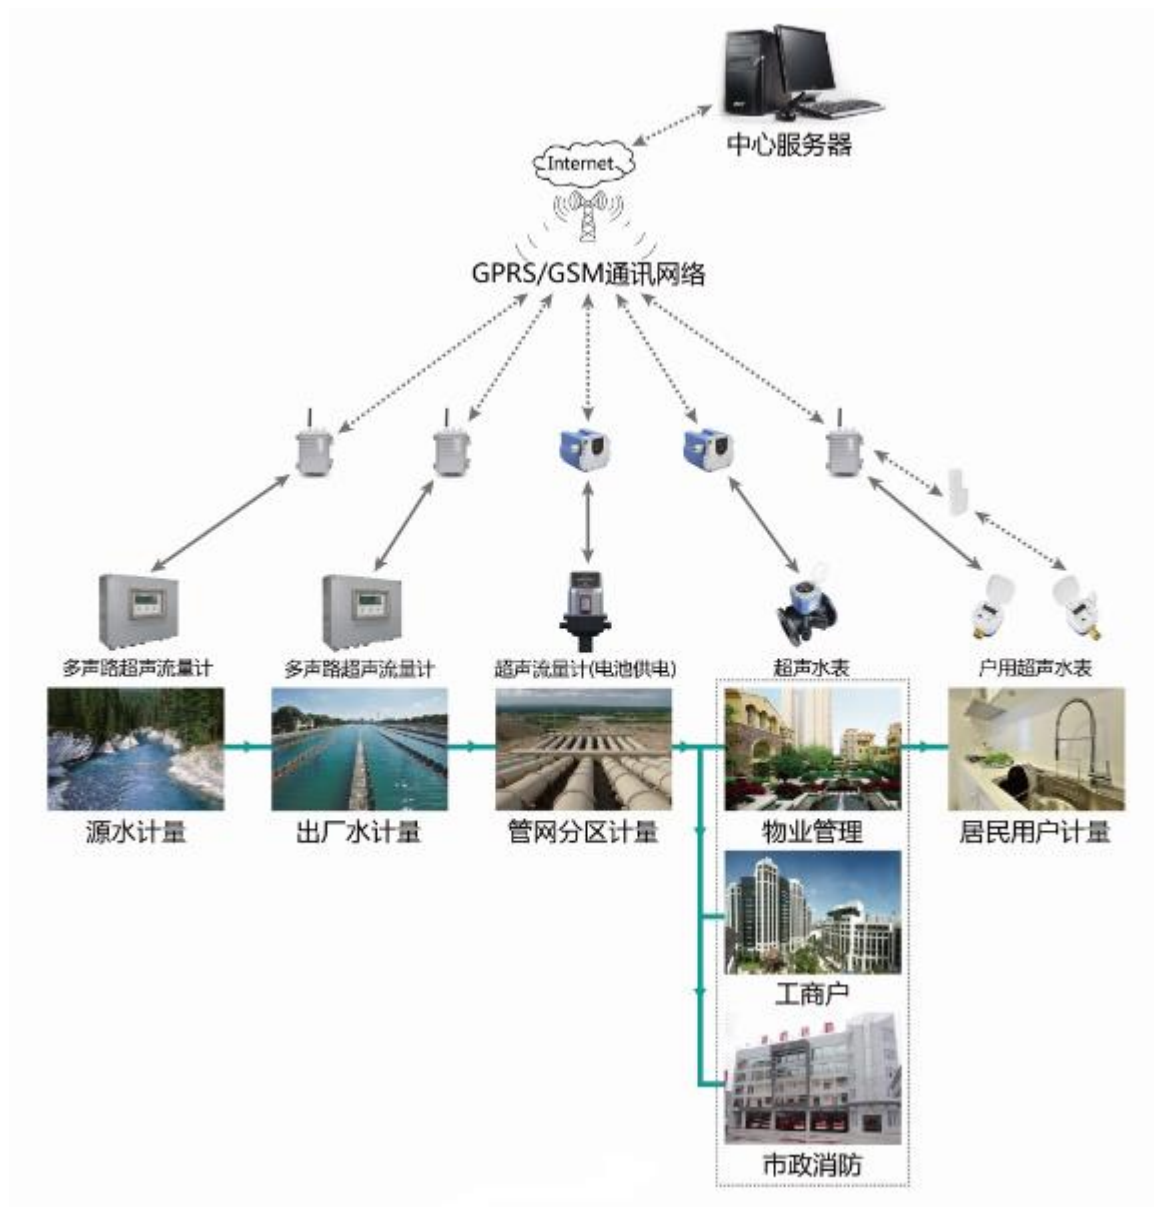 中心服务器
Internet
GPRS/GSM通讯网络
多声路超声流量计
多声路超声流量计
超声流量计(电池供电)
超声水表
户用超声水表
源水计量
出厂水计量
管网分区计量
物业管理
居民用户计量
工商户
市政消防